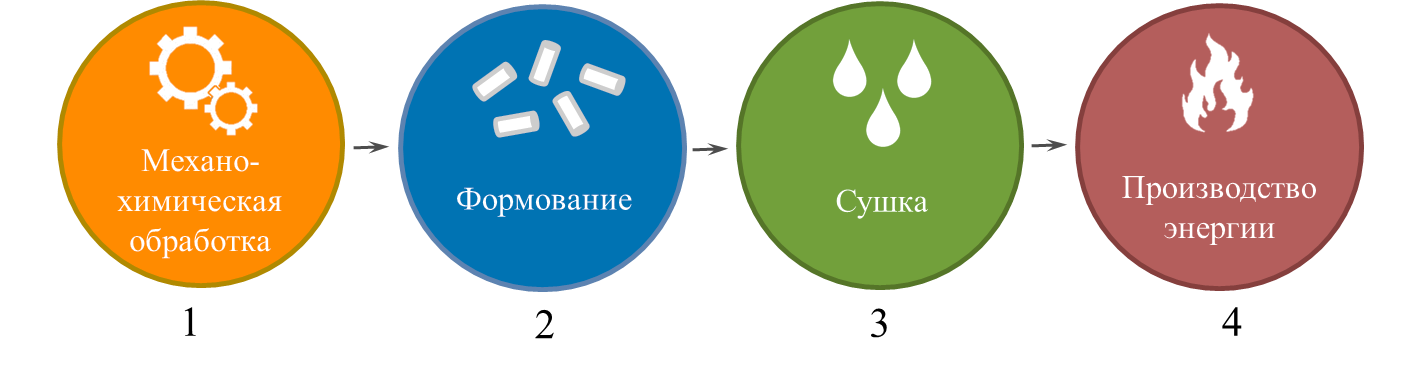 Механо-
химическая
обработка
Формование
Сушка
Производство
энергии
1
2
3
4